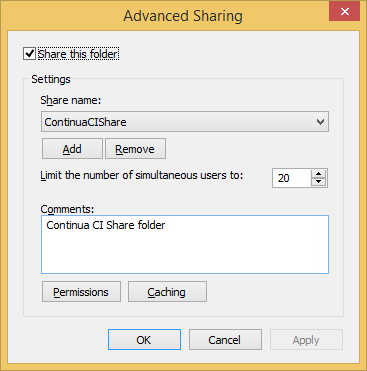 Advanced Sharing
Share this folder
Settings
Share name:
ContinuaCIShare
Add Remove
Limit the number of simultaneous users to: 20
Comments:
Continua CI Share folder
Permissions Caching
OK Cancel Apply